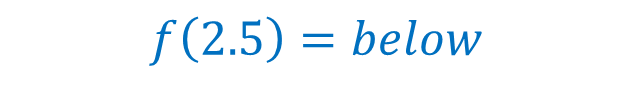 f(2.5) = below